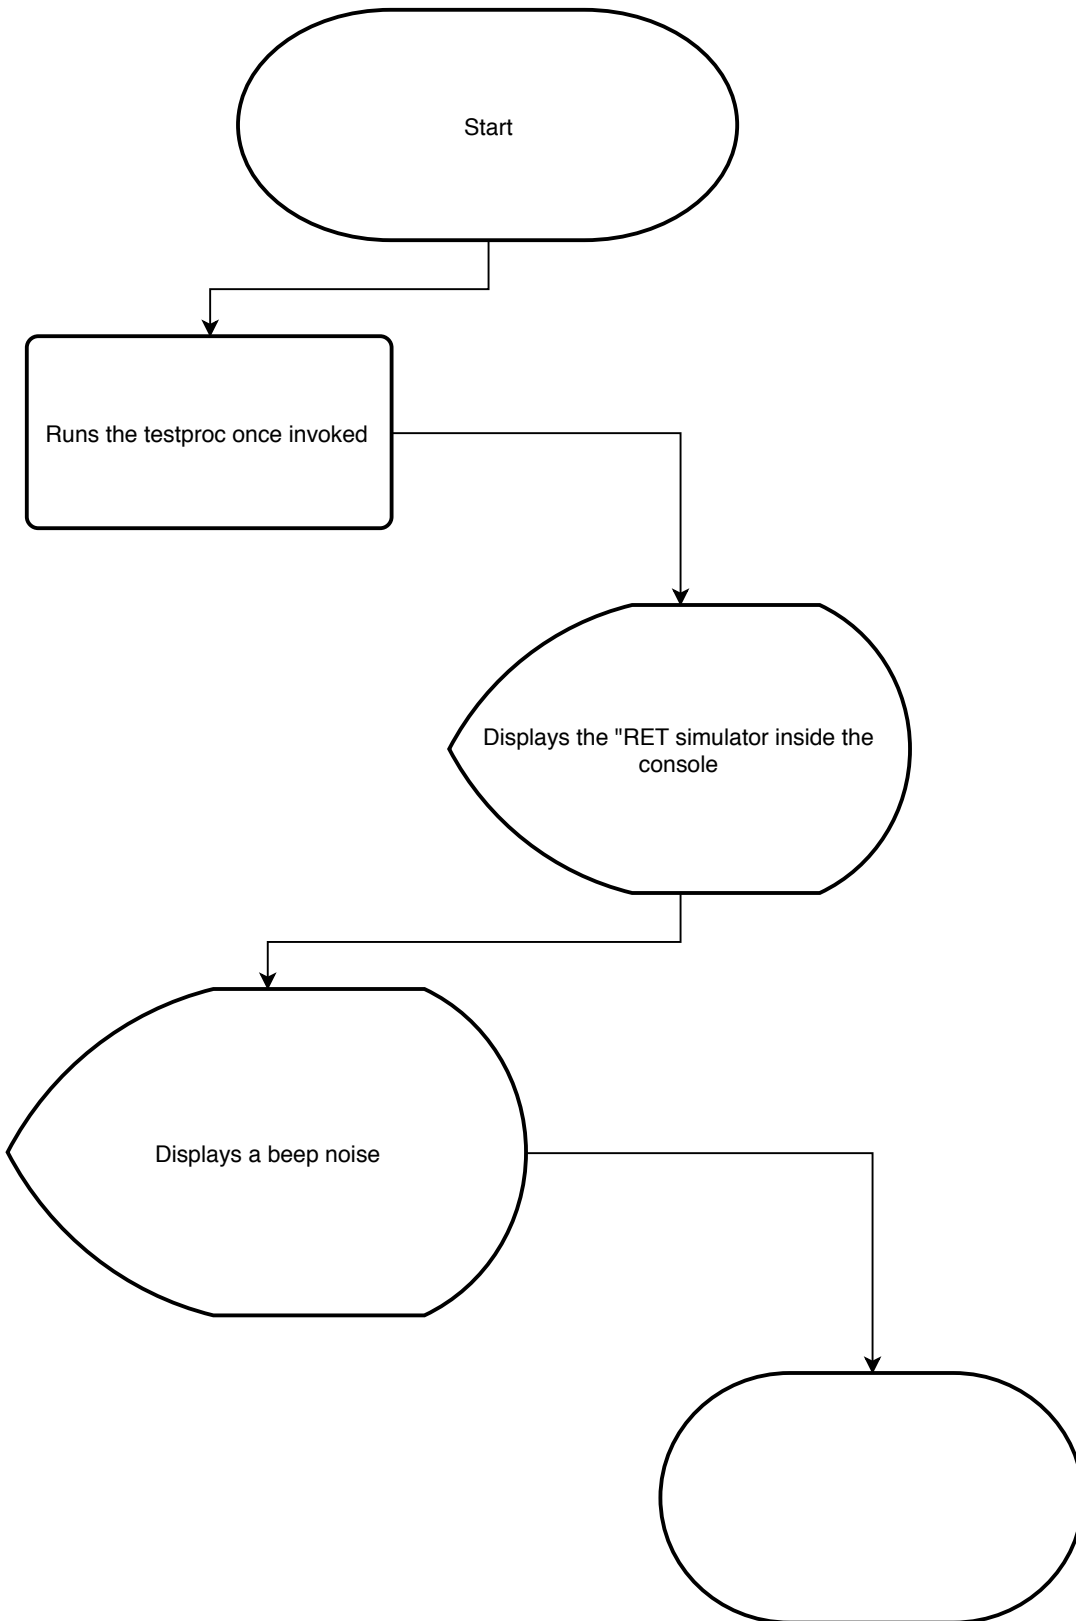 Start
Runs the testproc once invoked
Displays the "RET simulator inside the
console
Displays a beep noise